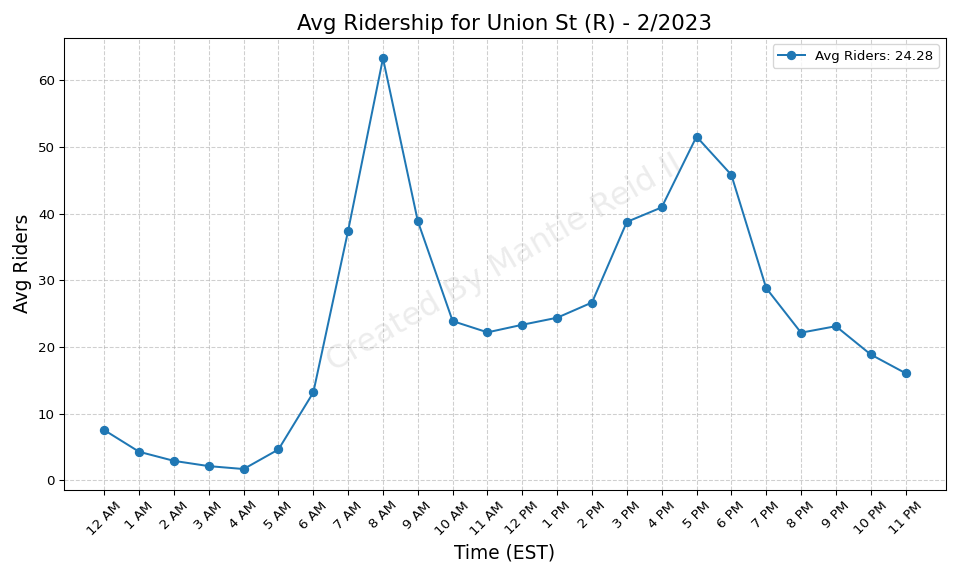 Avg Ridership for Union St (R) - 2/2023
Avg Riders: 24.28
60
50
40
30
20
10
0
Avg Riders
Created By Mantie Reid II
12 AM
1 AM
2 AM
3 AM
4 AM
5 AM
6 AM
7 AM
8 AM
9 AM
10 AM
11 AM
12 PM
1 PM
2 PM
3 PM
4 PM
5 PM
6 PM
7 PM
8 PM
9 PM
10 PM
11 PM
Time (EST)